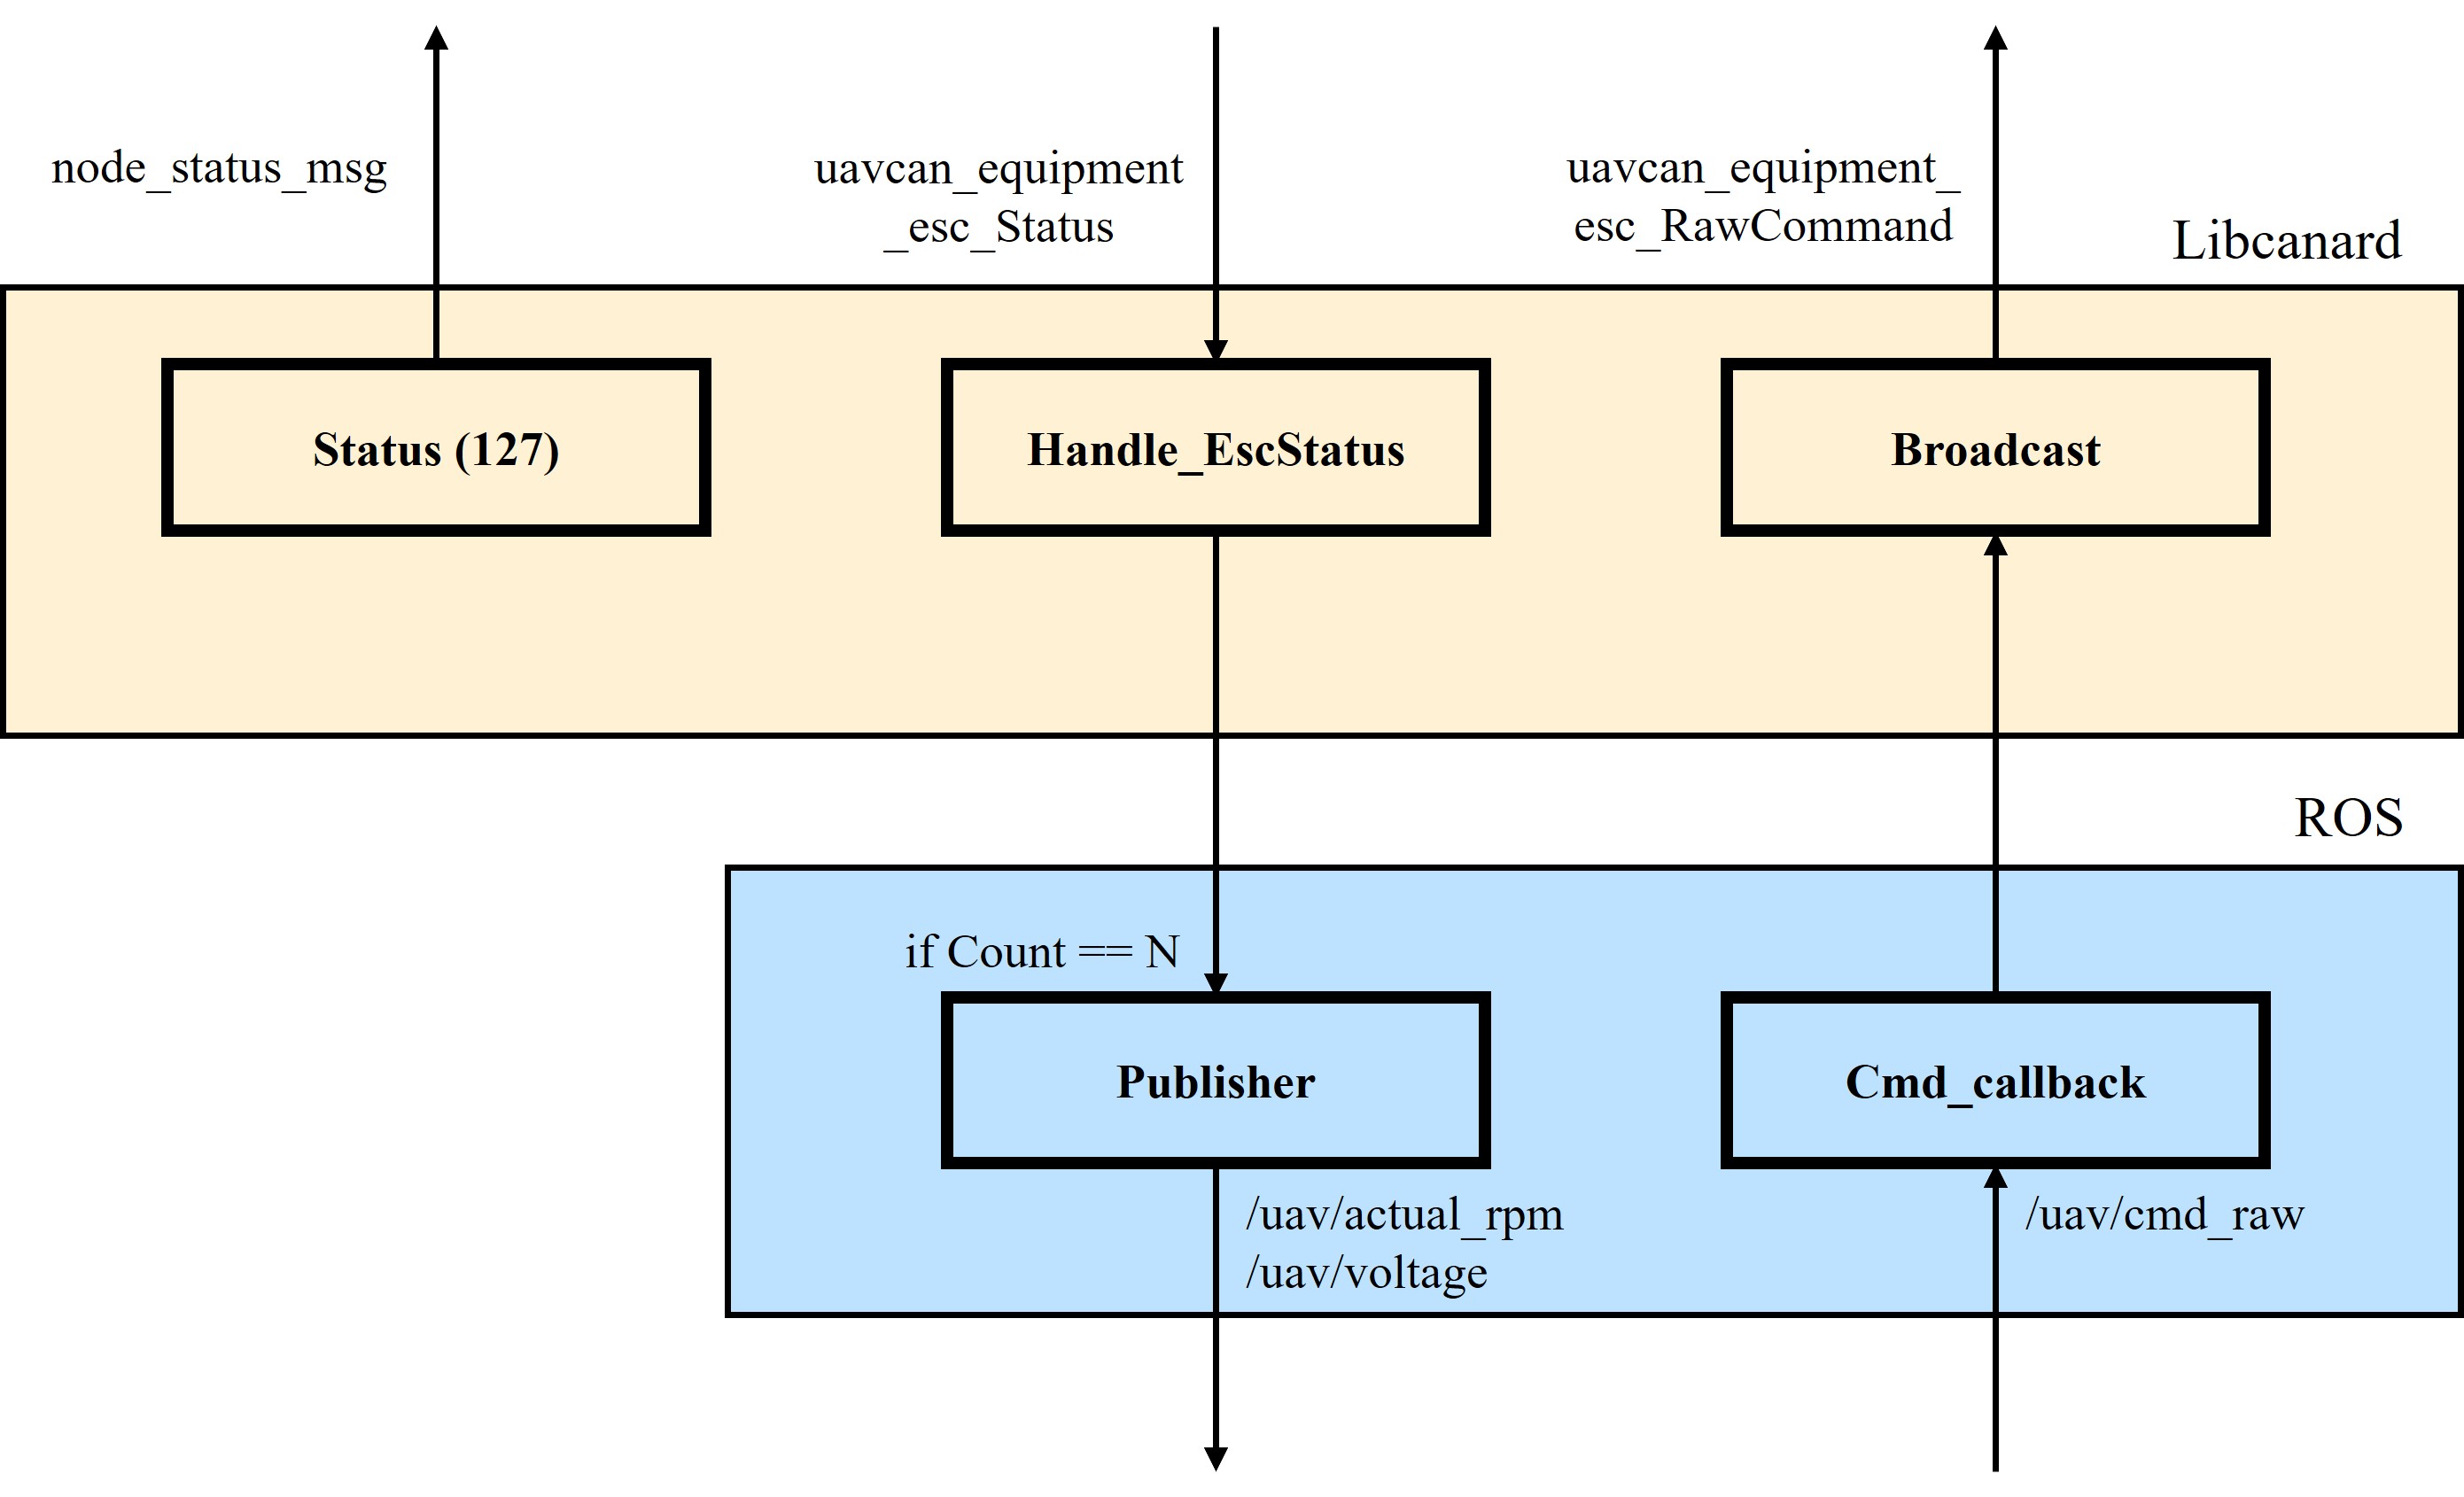 node_status_msg
uavcan_equipment
_esc_Status
uavcan_equipment_
esc_RawCommand
Libcanard
Status (127)
Handle_EscStatus
Broadcast
ROS
if Count == N
Publisher
Cmd_callback
/uav/actual_rpm
/uav/voltage
/uav/cmd_raw